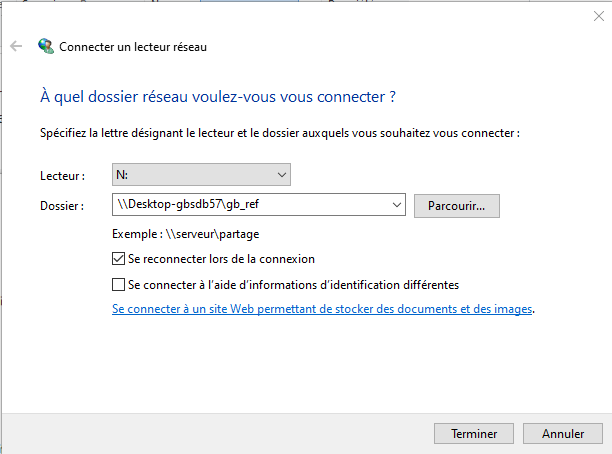 Connecter un lecteur réseau
À quel dossier réseau voulez-vous vous connecter ?
Spécifiez la lettre désignant le lecteur et le dossier auxquels vous souhaitez vous connecter :
Lecteur : N:
Dossier : \\Desktop-gbsdb57\gb_ref Parcourir...
Exemple : \\serveur\partage
Se reconnecter lors de la connexion
Se connecter à l'aide d'informations d'identification différentes
Se connecter à un site Web permettant de stocker des documents et des images.
Terminer Annuler